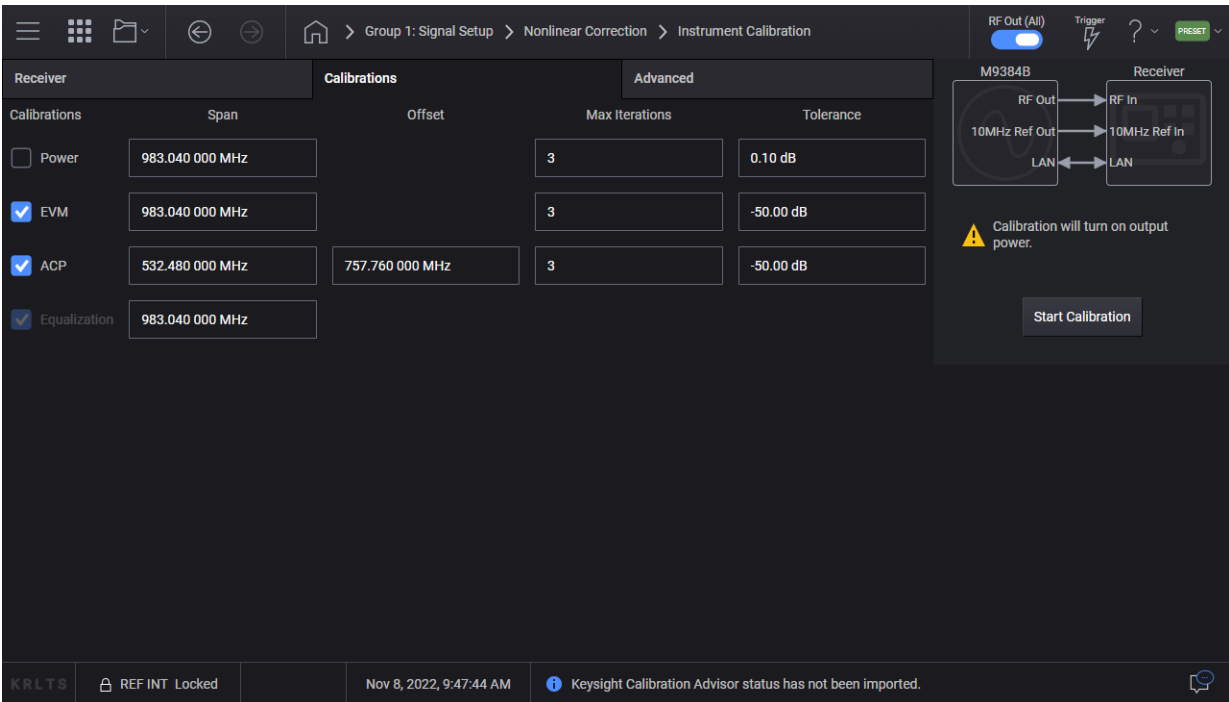 Group 1: Signal Setup > Nonlinear Correction > Instrument Calibration
RF Out (All)
Trigger
?
PRESET
Receiver
Calibrations
Advanced
Calibrations Span Offset Max Iterations Tolerance
Power 983.040 000 MHz 3 0.10 dB
EVM 983.040 000 MHz 3 -50.00 dB
ACP 532.480 000 MHz 757.760 000 MHz 3 -50.00 dB
Equalization 983.040 000 MHz
M9384B Receiver
RF Out RF In
10MHz Ref Out 10MHz Ref In
LAN LAN
Calibration will turn on output
power.
Start Calibration
KRLTS
REF INT Locked
Nov 8, 2022, 9:47:44 AM
Keysight Calibration Advisor status has not been imported.